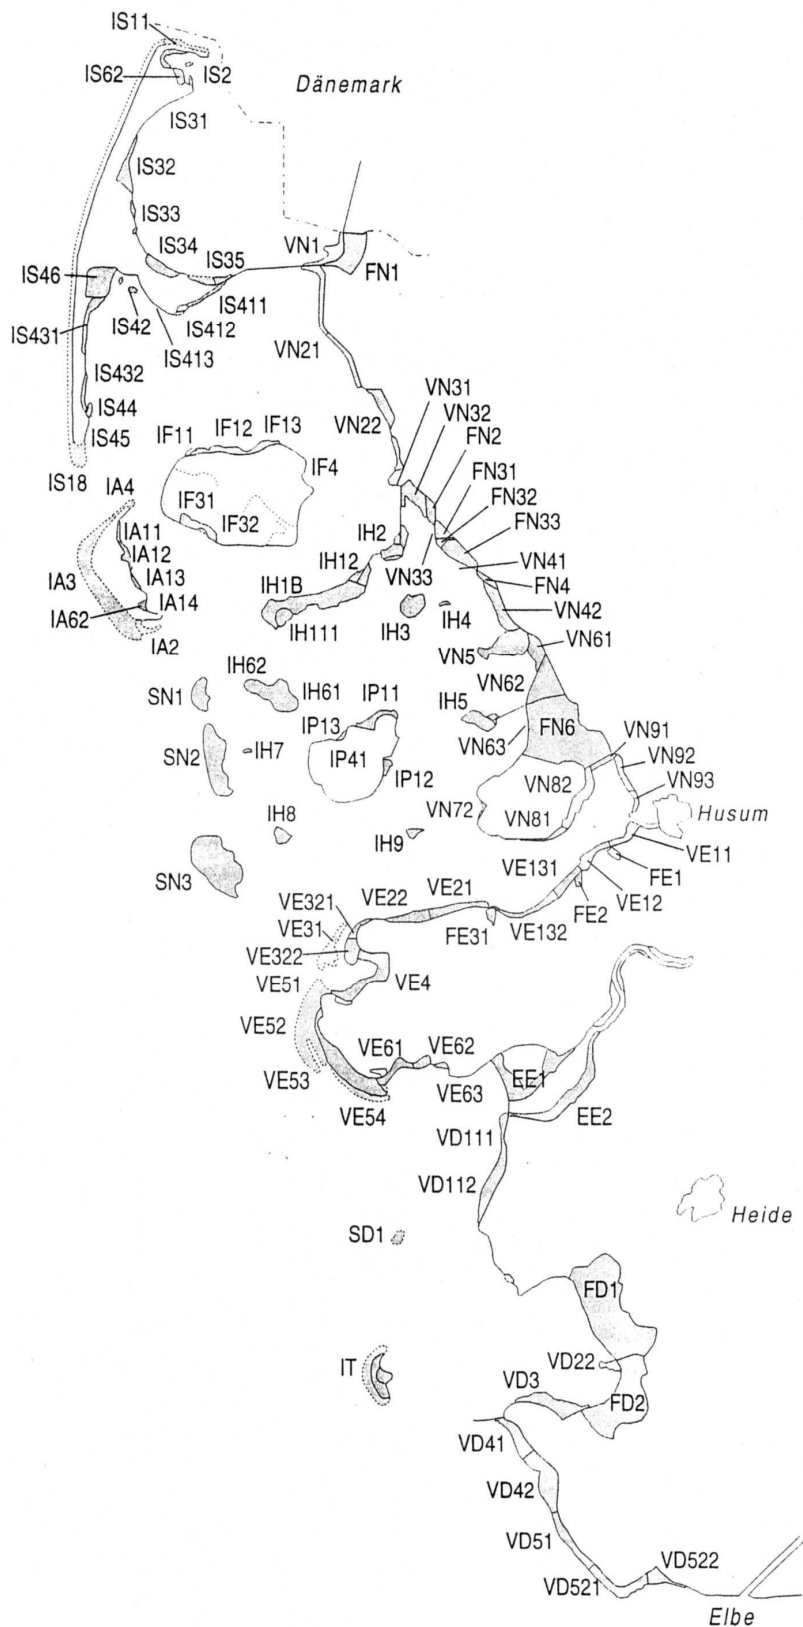 IS11
IS62
IS2
Dänemark
IS31
IS32
IS33
IS34
IS35
VN1
FN1
IS46
IS42
IS411
IS412
IS413
IS431
IS432
IS44
IS45
IS18
VN21
VN22
VN31
VN32
FN2
FN31
FN32
FN33
IF11
IF12
IF13
IF4
IF31
IF32
IA4
IA11
IA12
IA13
IA14
IA3
IA62
IA2
IH2
IH12
IH1B
IH111
VN33
VN41
FN4
VN42
IH3
IH4
VN5
VN61
VN62
IH62
IH61
SN1
IP11
IP13
IP41
IP12
IH5
VN63
FN6
VN91
VN92
VN93
SN2
IH7
VN82
VN72
VN81
Husum
IH8
IH9
SN3
VE11
FE1
VE12
FE2
VE131
VE132
FE31
VE21
VE22
VE321
VE31
VE322
VE51
VE4
VE52
VE53
VE54
VE61
VE62
VE63
EE1
EE2
VD111
VD112
SD1
Heide
FD1
IT
VD22
VD3
FD2
VD41
VD42
VD51
VD521
VD522
Elbe